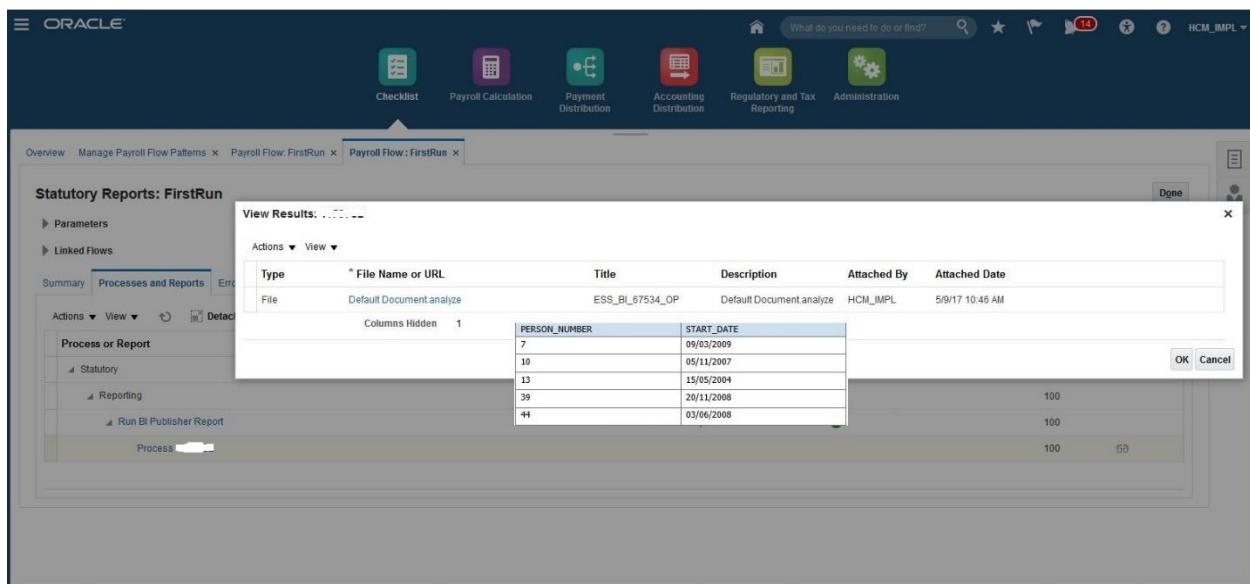 ORACLE
What do you need to do or find?
14
HCM_IMPL
Checklist
Payroll Calculation
Payment Distribution
Accounting Distribution
Regulatory and Tax Reporting
Administration
Overview Manage Payroll Flow Patterns × Payroll Flow: FirstRun × Payroll Flow : FirstRun ×
Statutory Reports: FirstRun
Done
Parameters
Linked Flows
Summary Processes and Reports Erro
Actions View Detac
Process or Report
Statutory
Reporting 100
Run BI Publisher Report 100
Process 100
View Results:
Actions View
Type * File Name or URL Title Description Attached By Attached Date
File Default Document.analyze ESS_BI_67534_OP Default Document.analyze HCM_IMPL 5/9/17 10:46 AM
Columns Hidden 1
OK Cancel
PERSON_NUMBER START_DATE
7 09/03/2009
10 05/11/2007
13 15/05/2004
39 20/11/2008
44 03/06/2008